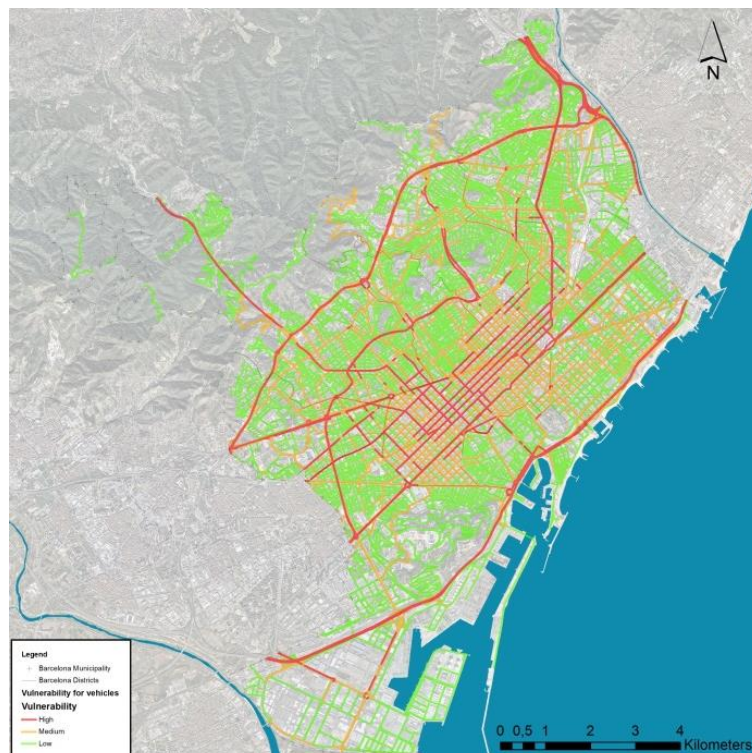 N
Legend
Barcelona Municipality
Barcelona Districts
Vulnerability for vehicles
Vulnerability
High
Medium
Low
0 0,5 1 2 3 4
Kilometers